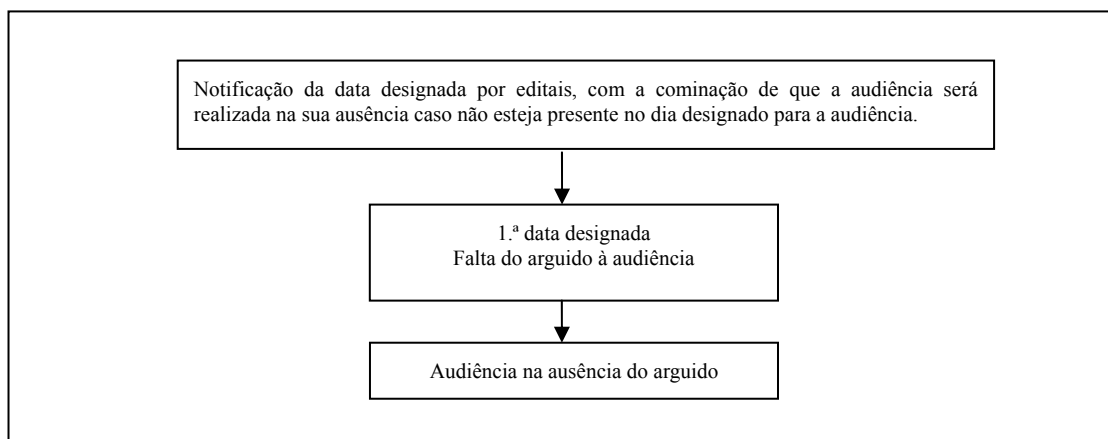 Notificação da data designada por editais, com a cominação de que a audiência será
realizada na sua ausência caso não esteja presente no dia designado para a audiência.
1.ª data designada
Falta do arguido à audiência
Audiência na ausência do arguido